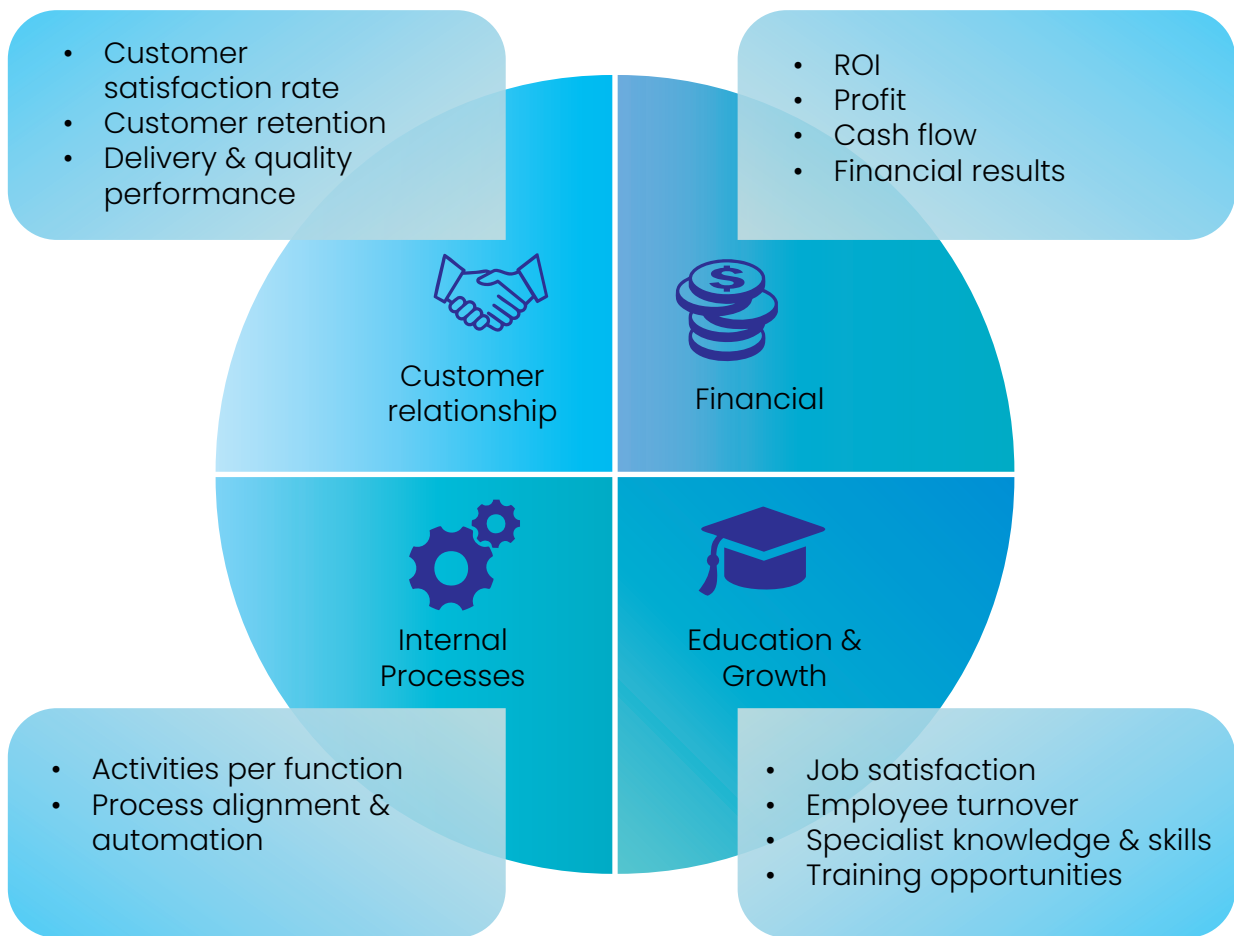 • Customer
satisfaction rate
• Customer retention
• Delivery & quality
performance
• ROI
• Profit
• Cash flow
• Financial results
$
Customer
relationship
Financial
Internal
Processes
Education &
Growth
• Activities per function
• Process alignment &
automation
• Job satisfaction
• Employee turnover
• Specialist knowledge & skills
• Training opportunities